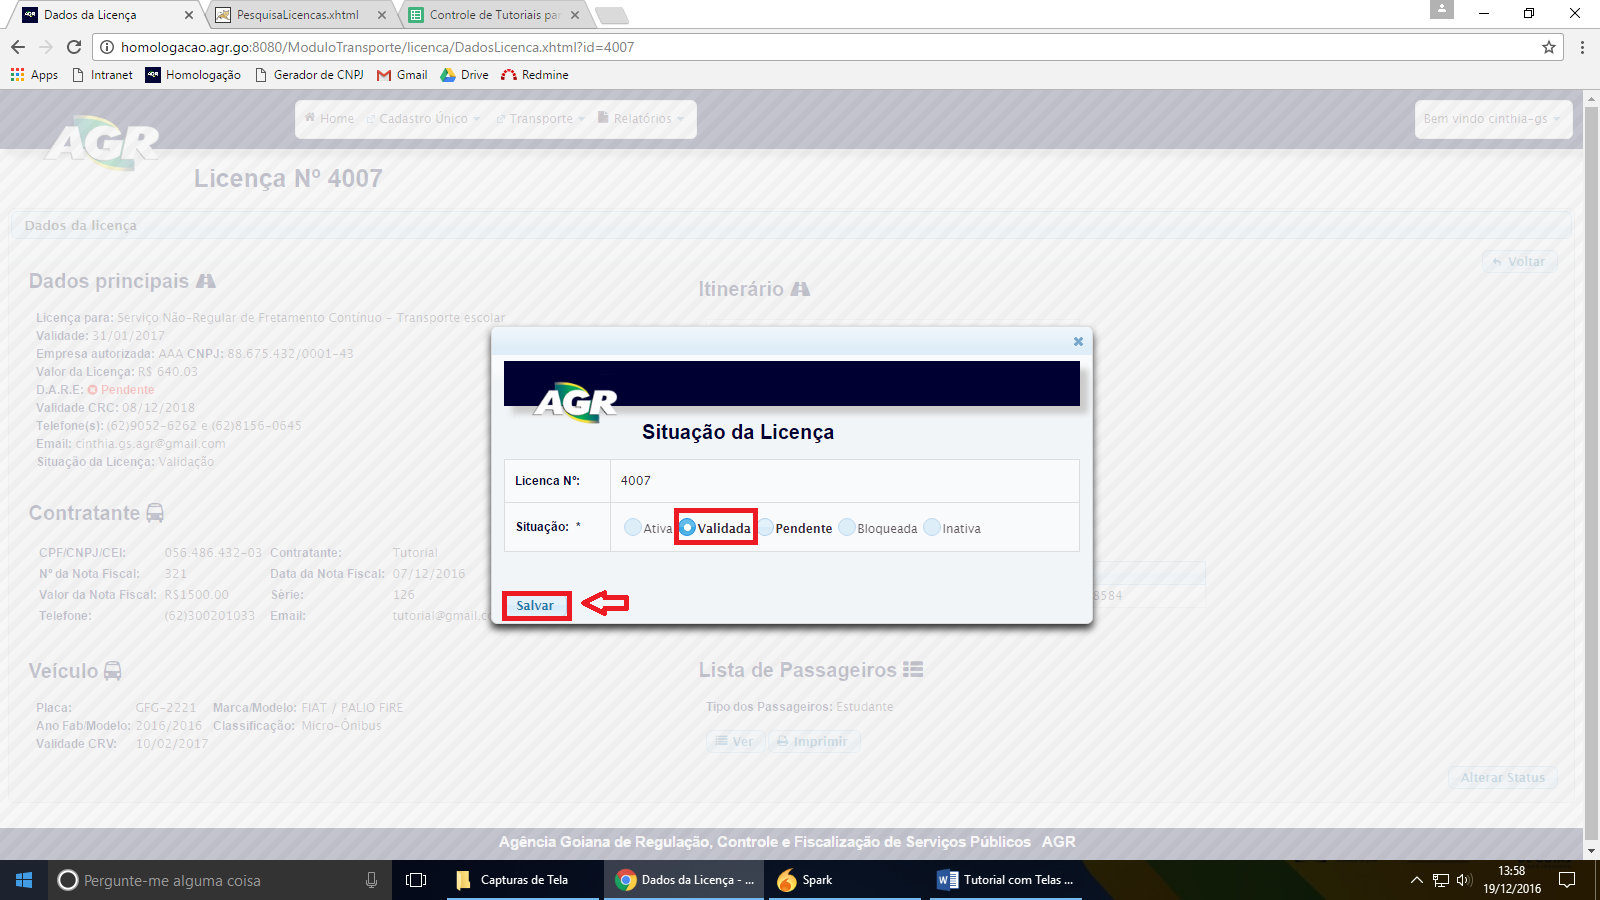 Dados da Licença
PesquisaLicencas.xhtml
Controle de Tutoriais pa
homologacao.agr.go:8080/ModuloTransporte/licenca/DadosLicenca.xhtml?id=4007
Apps Intranet Homologação Gerador de CNPJ Gmail Drive Redmine
AGR
Home Cadastro Único Transporte Relatórios
Bem vindo cinthia-gs
Licença Nº 4007
Dados da licença
Voltar
Dados principais
Licença para: Serviço Não-Regular de Fretamento Contínuo - Transporte escolar
Validade: 31/01/2017
Empresa autorizada: AAA CNPJ: 88.675.432/0001-43
Valor da Licença: R$ 640.03
D.A.R.E: Pendente
Validade CRC: 08/12/2018
Telefone(s): (62)9052-6262 e (62)8156-0645
Email: cinthia.gs.agr@gmail.com
Situação da Licença: Validação
Itinerário
Contratante
CPF/CNPJ/CEI: 056.486.432-03 Contratante: Tutorial
Nº da Nota Fiscal: 321 Data da Nota Fiscal: 07/12/2016
Valor da Nota Fiscal: R$1500.00 Série: 126
Telefone: (62)300201033 Email: tutorial@gmail.c
8584
Veículo
Placa: GFG-2221 Marca/Modelo: FIAT / PALIO FIRE
Ano Fab/Modelo: 2016/2016 Classificação: Micro-Ônibus
Validade CRV: 10/02/2017
Lista de Passageiros
Tipo dos Passageiros: Estudante
Ver Imprimir
Alterar Status
AGR
Situação da Licença
Licenca Nº: 4007
Situação: * Ativa Validada Pendente Bloqueada Inativa
Salvar
Agência Goiana de Regulação, Controle e Fiscalização de Serviços Públicos AGR
Pergunte-me alguma coisa
Capturas de Tela
Dados da Licença - ...
Spark
Tutorial com Telas ...
13:58
19/12/2016